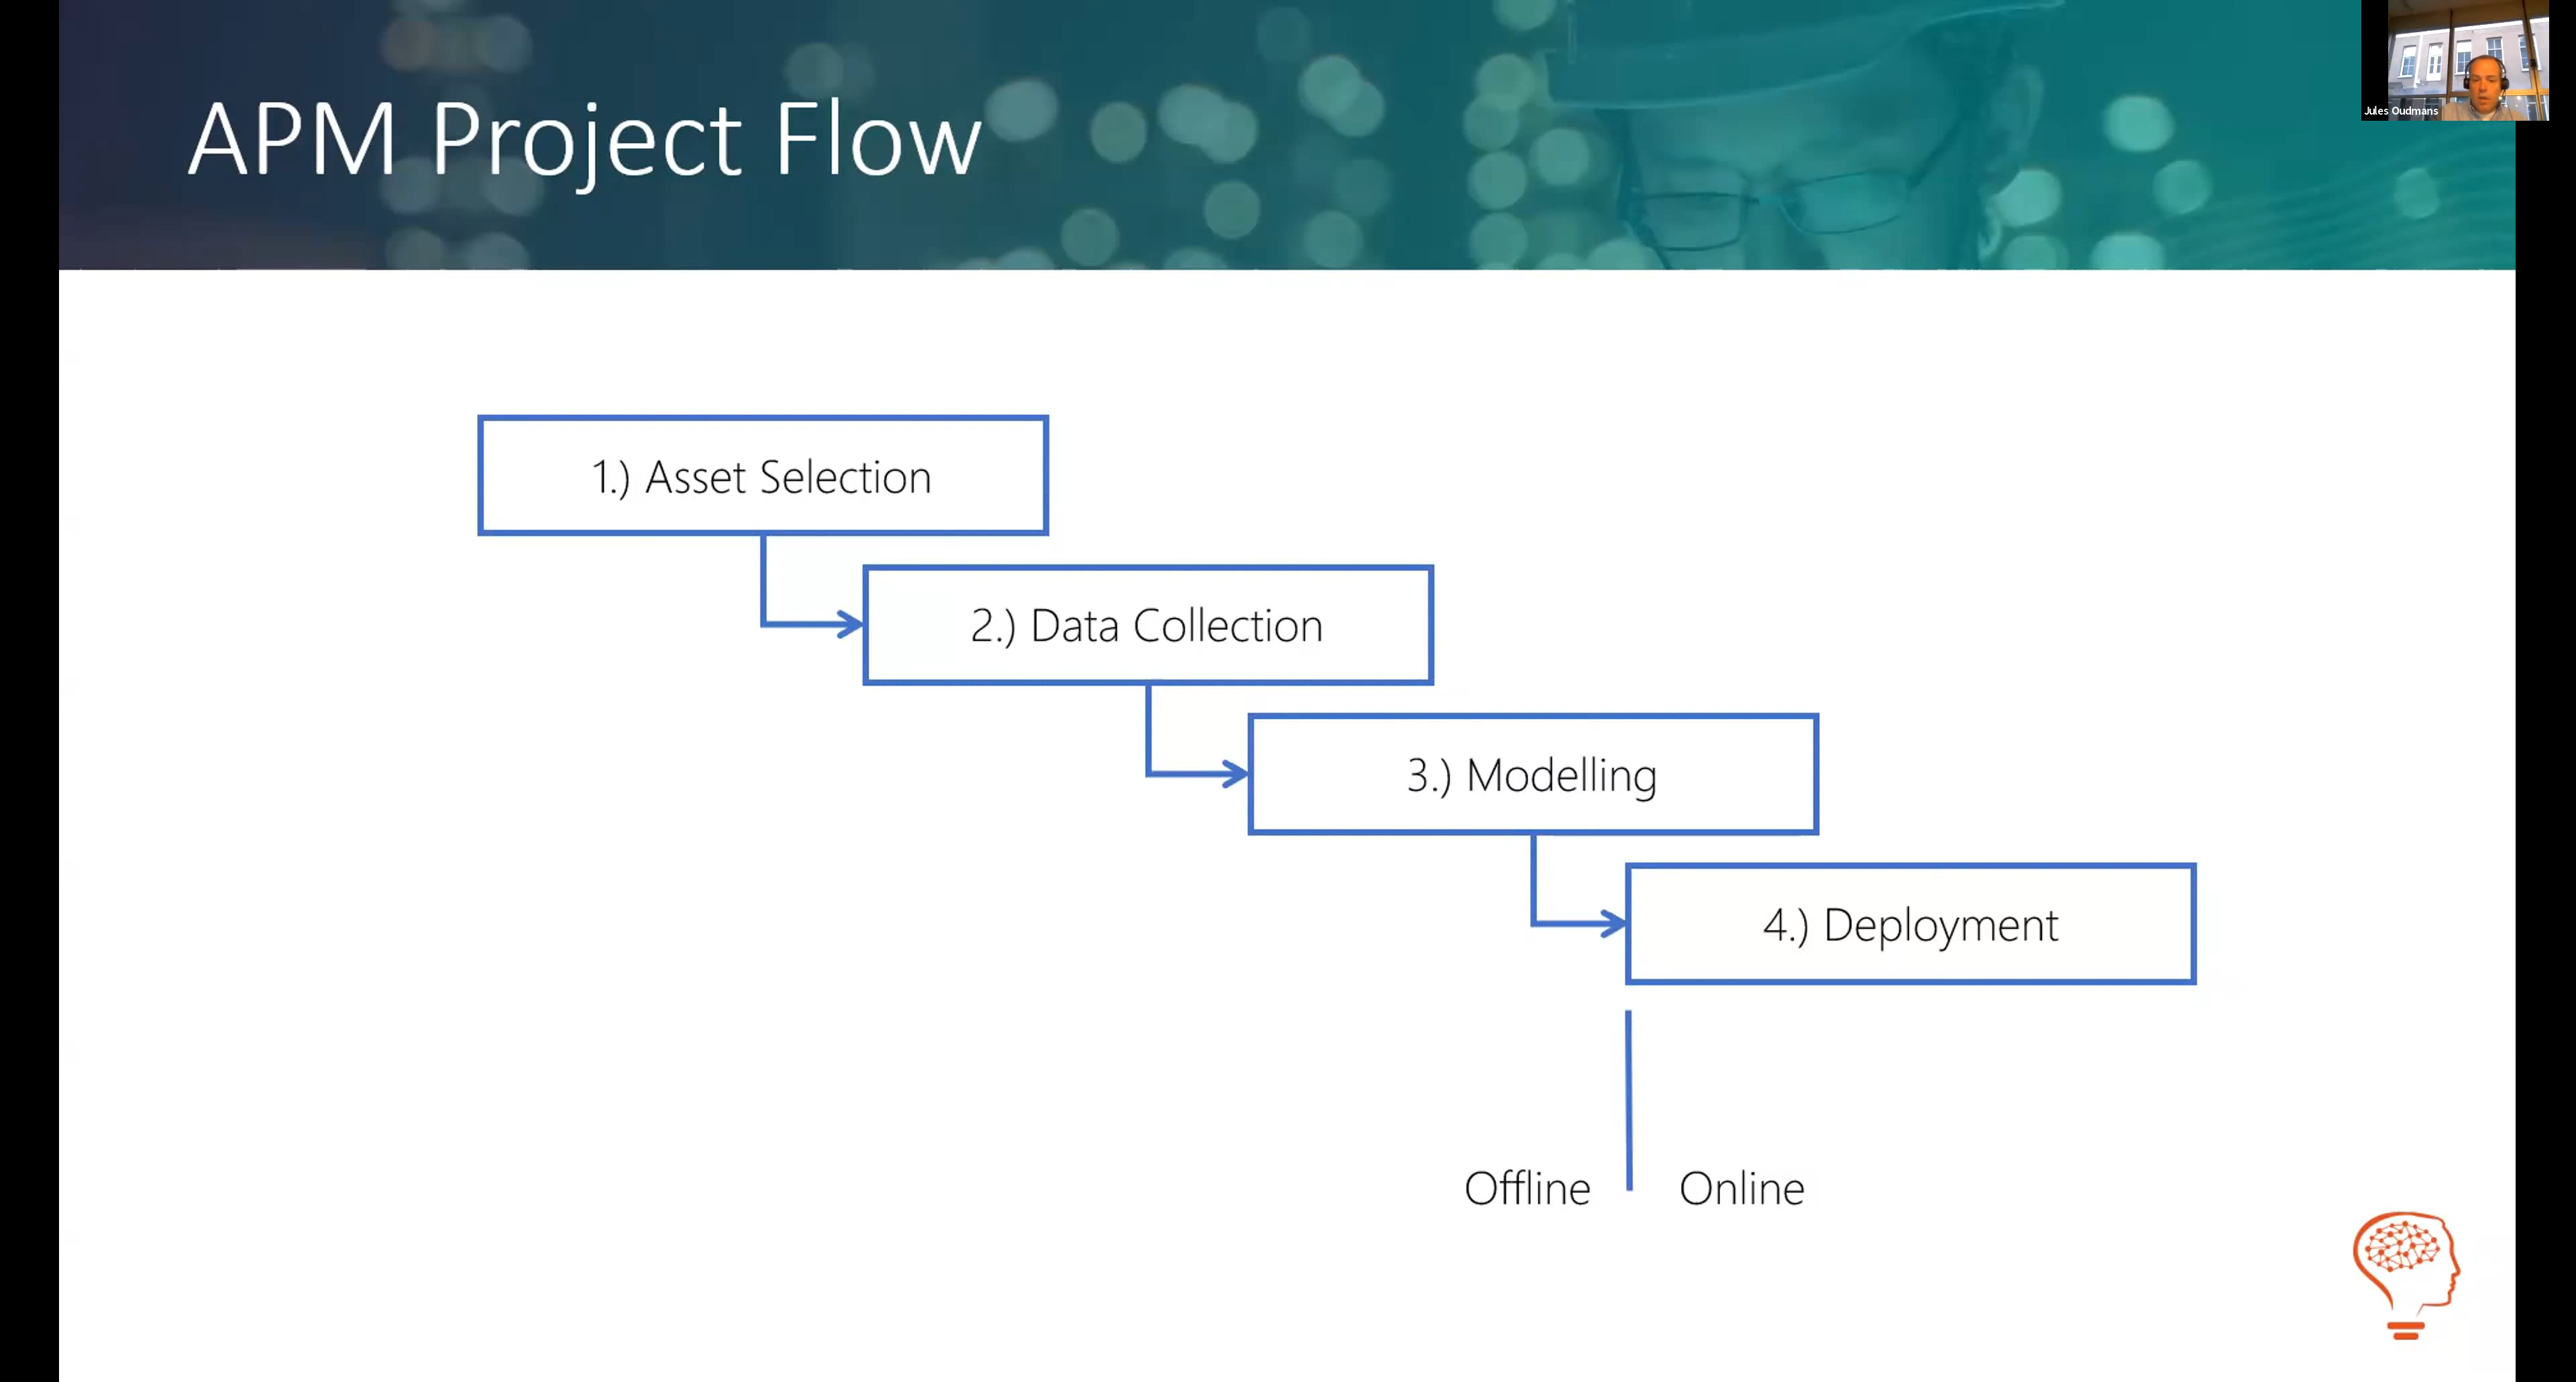 APM Project Flow
Jules Oudmans
1.) Asset Selection
2.) Data Collection
3.) Modelling
4.) Deployment
Offline
Online